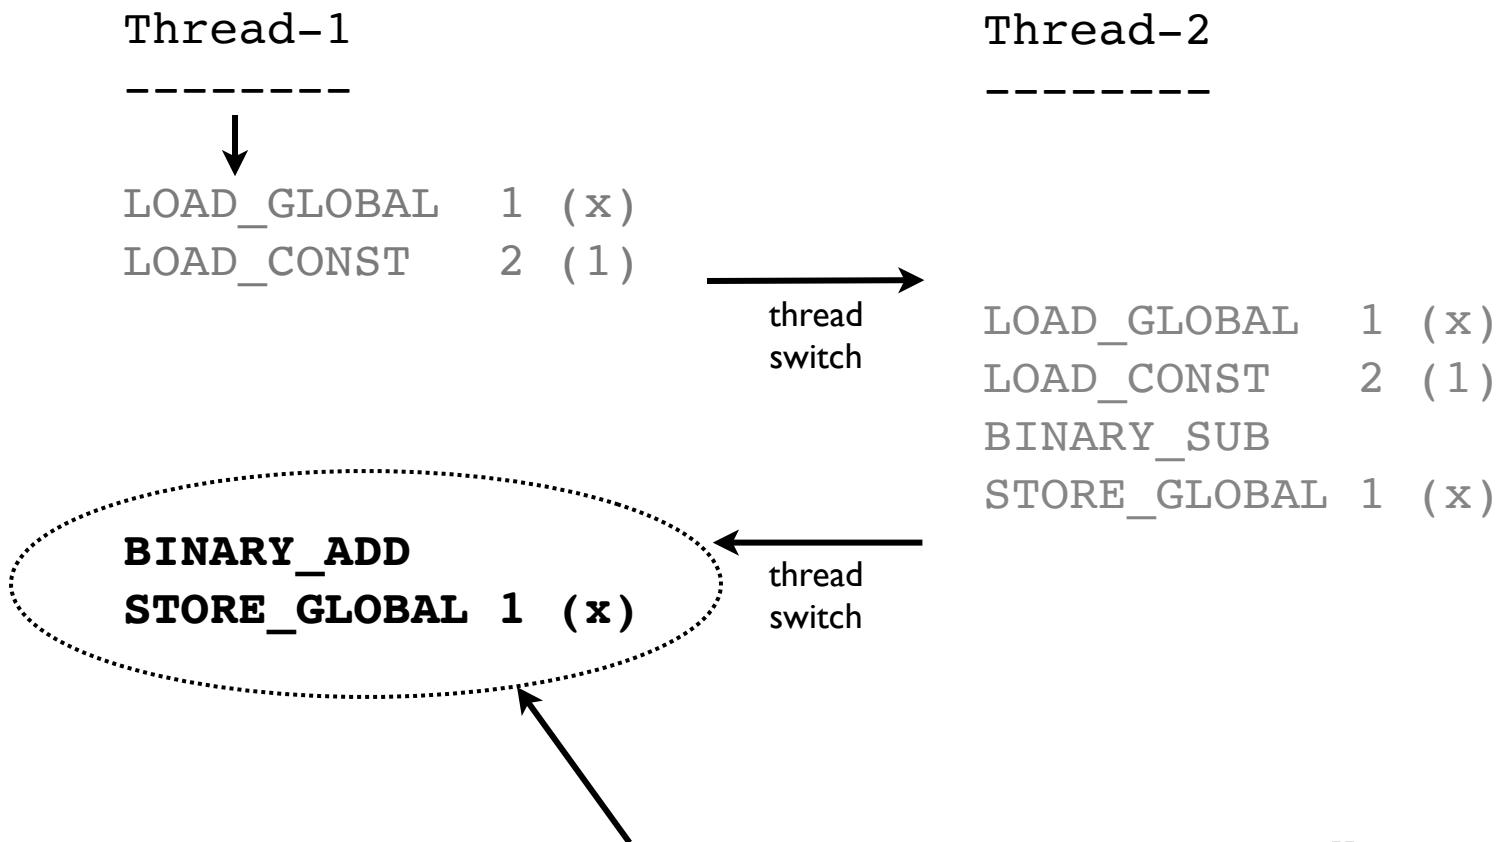 Thread-1
--------
LOAD_GLOBAL 1 (x)
LOAD_CONST 2 (1)
thread
switch
Thread-2
--------
LOAD_GLOBAL 1 (x)
LOAD_CONST 2 (1)
BINARY_SUB
STORE_GLOBAL 1 (x)
thread
switch
BINARY_ADD
STORE_GLOBAL 1 (x)